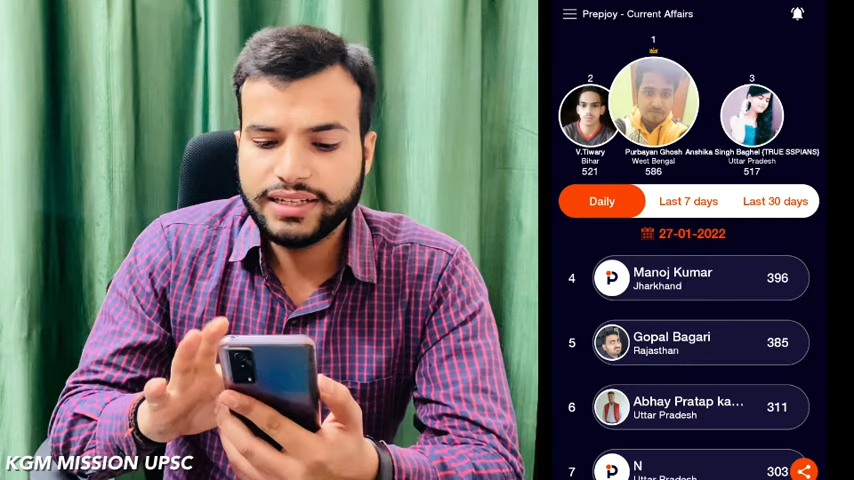 Prepjoy - Current Affairs
1
2
3
V.Tiwary
Bihar
521
Purbayan Ghosh
West Bengal
586
Anshika Singh Baghel {TRUE SSPIANS}
Uttar Pradesh
517
Daily
Last 7 days
Last 30 days
27-01-2022
4
Manoj Kumar
Jharkhand
396
5
Gopal Bagari
Rajasthan
385
6
Abhay Pratap ka...
Uttar Pradesh
311
7
N
Uttar Pradesh
303
KGM MISSION UPSC